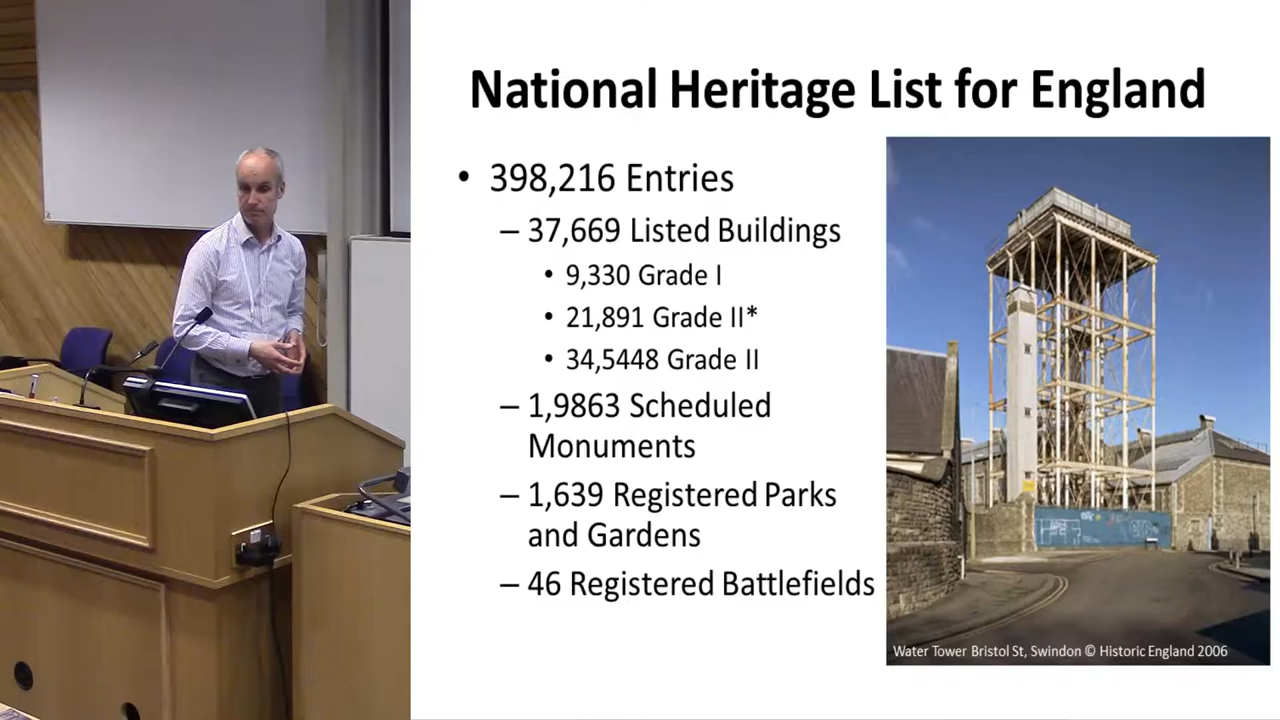 National Heritage List for England
• 398,216 Entries
– 37,669 Listed Buildings
• 9,330 Grade I
• 21,891 Grade II*
• 34,5448 Grade II
– 1,9863 Scheduled
Monuments
– 1,639 Registered Parks
and Gardens
– 46 Registered Battlefields
Water Tower Bristol St, Swindon © Historic England 2006